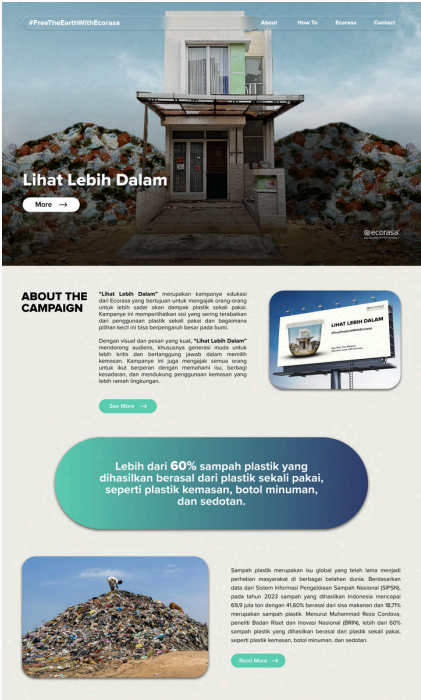 #FreeTheEarthWithEcorasa
About How To Ecorasa Contact
Lihat Lebih Dalam
More →
@ecorasa
ABOUT THE
CAMPAIGN
"Lihat Lebih Dalam" merupakan kampanye edukasi
dari Ecorasa yang bertujuan untuk mengajak orang-orang
untuk lebih sadar akan dampak plastik sekali pakai.
Kampanye ini memperlihatkan sisi yang sering terabaikan
dari penggunaan plastik sekali pakai dan bagaimana
pilihan kecil ini bisa berpengaruh besar pada bumi.
Dengan visual dan pesan yang kuat, "Lihat Lebih Dalam"
mendorong audiens, khususnya generasi muda untuk
lebih kritis dan bertanggung jawab dalam memilih
kemasan. Kampanye ini juga mengajak semua orang
untuk ikut berperan dengan memahami isu, berbagi
kesadaran, dan mendukung penggunaan kemasan yang
lebih ramah lingkungan.
See More →
LIHAT LEBIH DALAM
#FreeTheEarthWithEcorasa
Lebih dari 60% sampah plastik yang
dihasilkan berasal dari plastik sekali pakai,
seperti plastik kemasan, botol minuman,
dan sedotan.
Sampah plastik merupakan isu global yang telah lama menjadi
perhatian masyarakat di berbagai belahan dunia. Berdasarkan
data dari Sistem Informasi Pengelolaan Sampah Nasional (SIPSN),
pada tahun 2023 sampah yang dihasilkan Indonesia mencapai
69,9 juta ton dengan 41,60% berasal dari sisa makanan dan 18,71%
merupakan sampah plastik. Menurut Muhammad Reza Cordova,
peneliti Badan Riset dan Inovasi Nasional (BRIN), lebih dari 60%
sampah plastik yang dihasilkan berasal dari plastik sekali pakai,
seperti plastik kemasan, botol minuman, dan sedotan.
Read More →